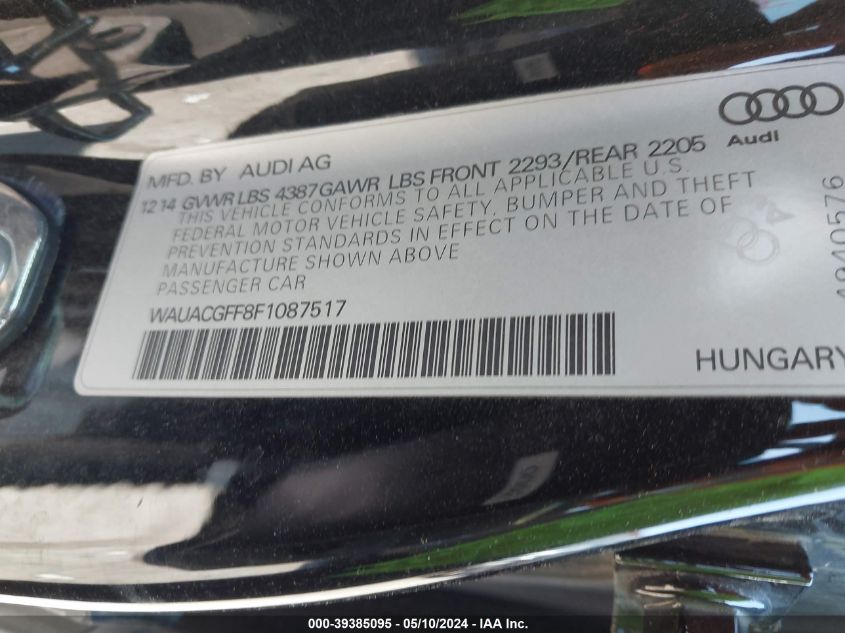 Audi
MFD. BY AUDI AG
12 14 GVWR LBS 4387 GAWR LBS FRONT 2293/REAR 2205
THIS VEHICLE CONFORMS TO ALL APPLICABLE U.S.
FEDERAL MOTOR VEHICLE SAFETY, BUMPER AND THEFT
PREVENTION STANDARDS IN EFFECT ON THE DATE OF
MANUFACTURE SHOWN ABOVE
PASSENGER CAR
WAUACGFF8F1087517
HUNGARY
000-39385095 - 05/10/2024 - IAA Inc.